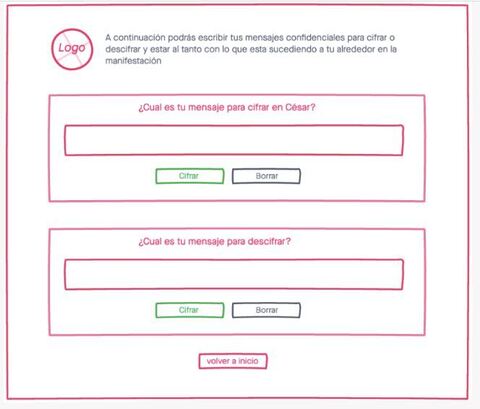 Logo
A continuación podrás escribir tus mensajes confidenciales para cifrar o
descifrar y estar al tanto con lo que esta sucediendo a tu alrededor en la
manifestación
¿Cual es tu mensaje para cifrar en César?
Cifrar
Borrar
¿Cual es tu mensaje para descifrar?
Cifrar
Borrar
volver a inicio